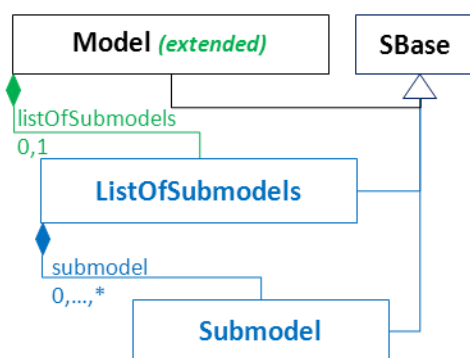 Model (extended)
SBase
listOfSubmodels
0,1
ListOfSubmodels
submodel
0,...,*
Submodel